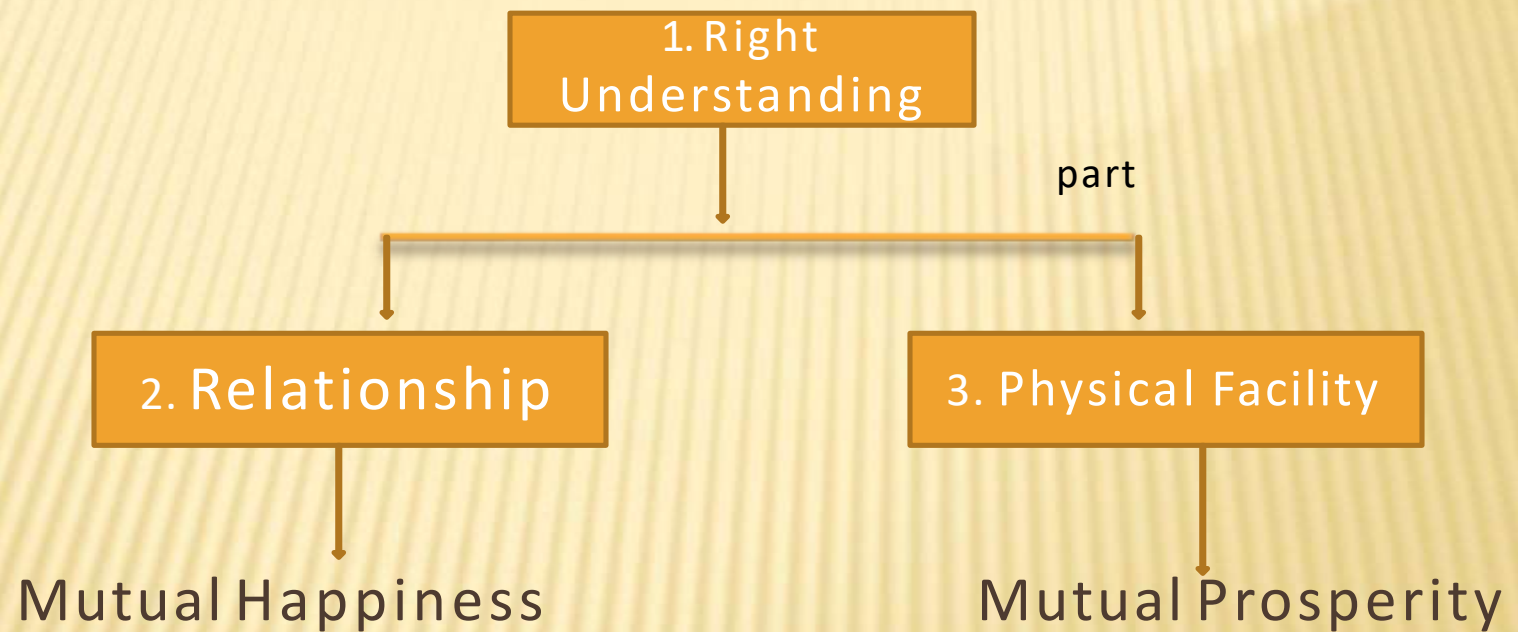 1. Right
Understanding
part
2. Relationship
3. Physical Facility
Mutual Happiness
Mutual Prosperity